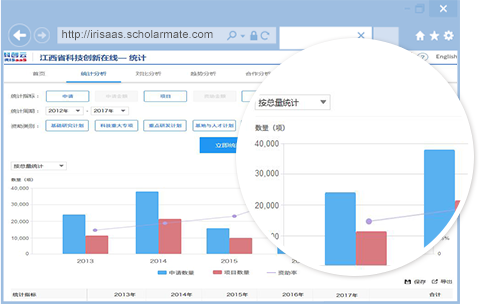 http://irisaas.scholarmate.com
科创云 江西省科技创新在线— 统计
English
首页 统计分析 对比分析 趋势分析 合作分析
统计指标： 申请 项目
统计周期： 2012年 - 2017年
资助类别： 基础研究计划 科技重大专项 重点研发计划 基地与人才计划
立即统
按总量统计
数量（项）
40,000
30,000
20,000
10,000
0
2013 2014 2015
申请数量 项目数量 资助率
按总量统计
数量（项）
40,000
30,000
20,000
保存 导出
统计指标 2013年 2014年 2015年 2016年 2017年 合计